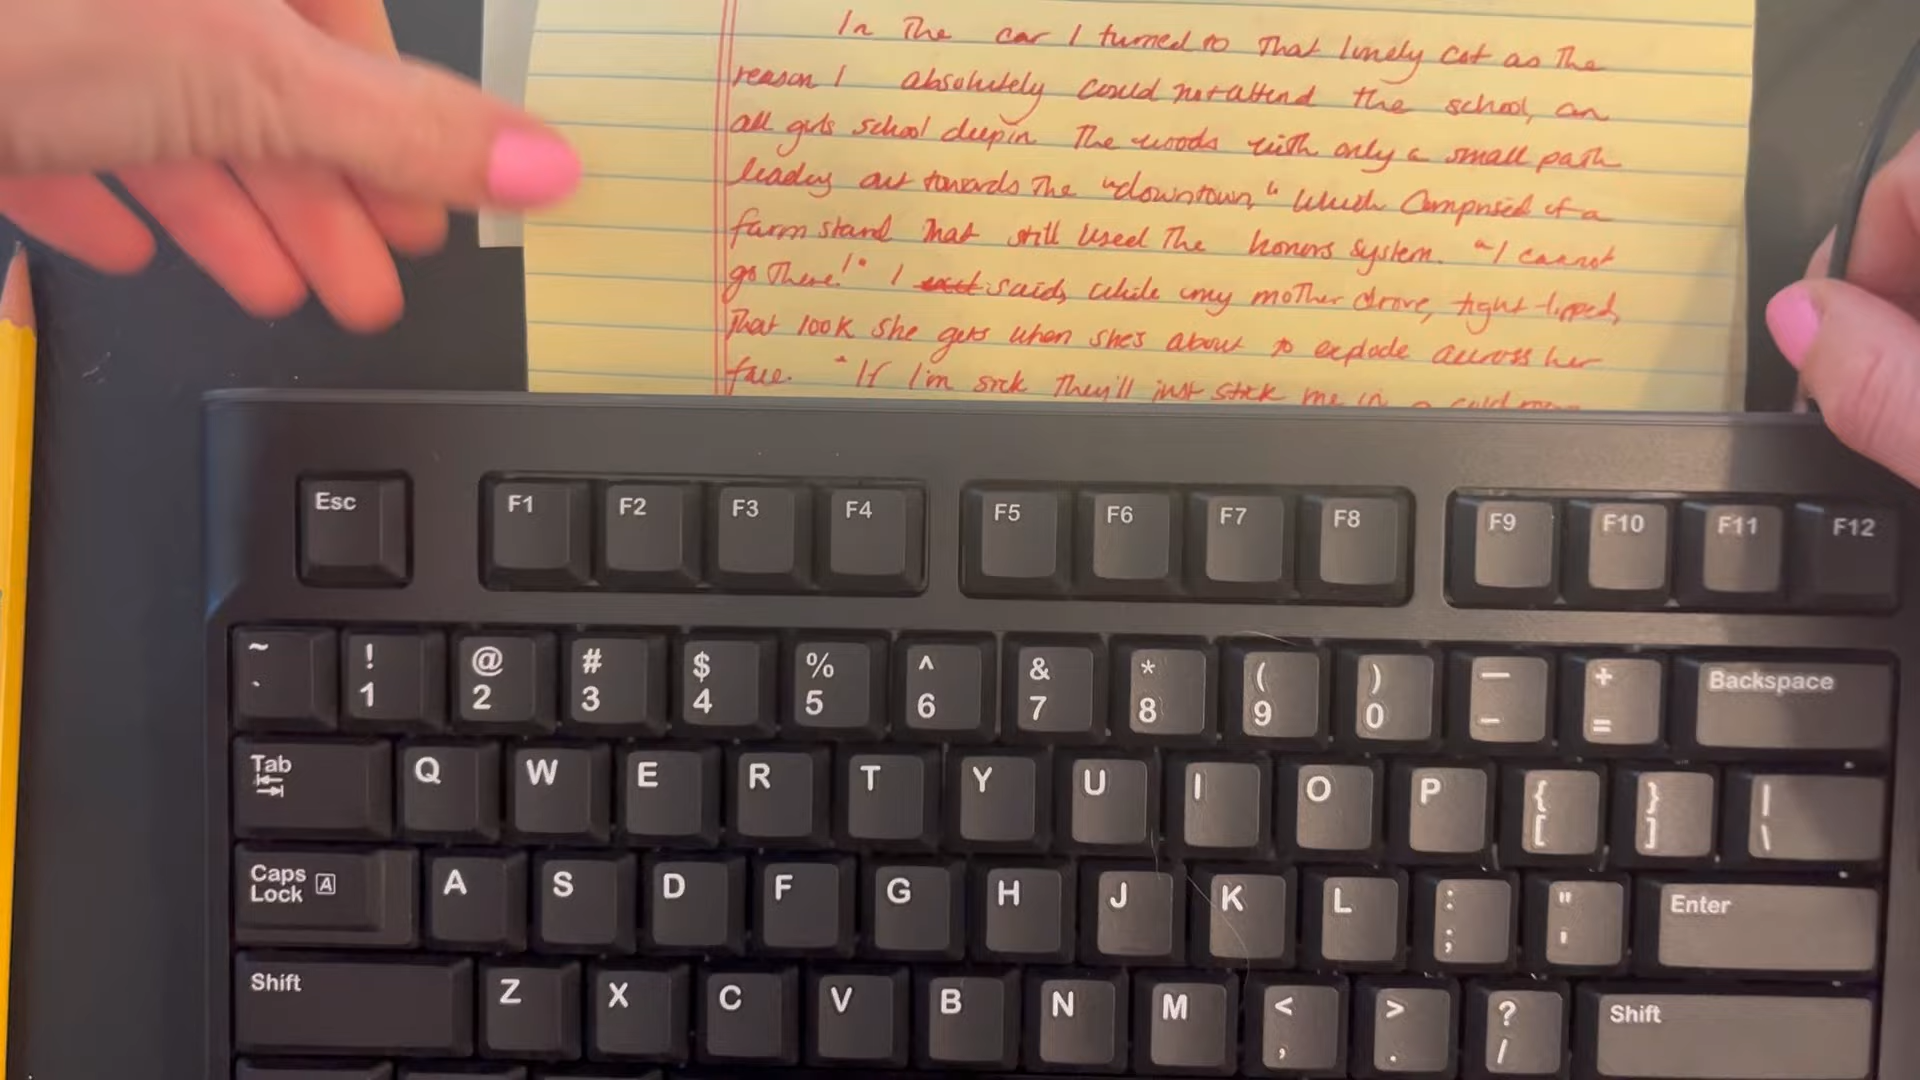 In the car I turned to that lonely cot as the
reason I absolutely could not attend the school, an
all girls school deep in the woods with only a small path
leading out towards the "downtown," which comprised of a
farm stand that still used the honors system. "I cannot
go there!" I said, while my mother drove, tight-lipped,
that look she gets when she's about to explode across her
face. "If I'm sick they'll just stick me in a cold
Esc F1 F2 F3 F4 F5 F6 F7 F8 F9 F10 F11 F12
~ ! @ # $ % ^ & * ( ) — +
` 1 2 3 4 5 6 7 8 9 0 - = Backspace
Tab Q W E R T Y U I O P { [ } ] | \
Caps Lock A A S D F G H J K L : ; " ' Enter
Shift Z X C V B N M < , > . ? / Shift